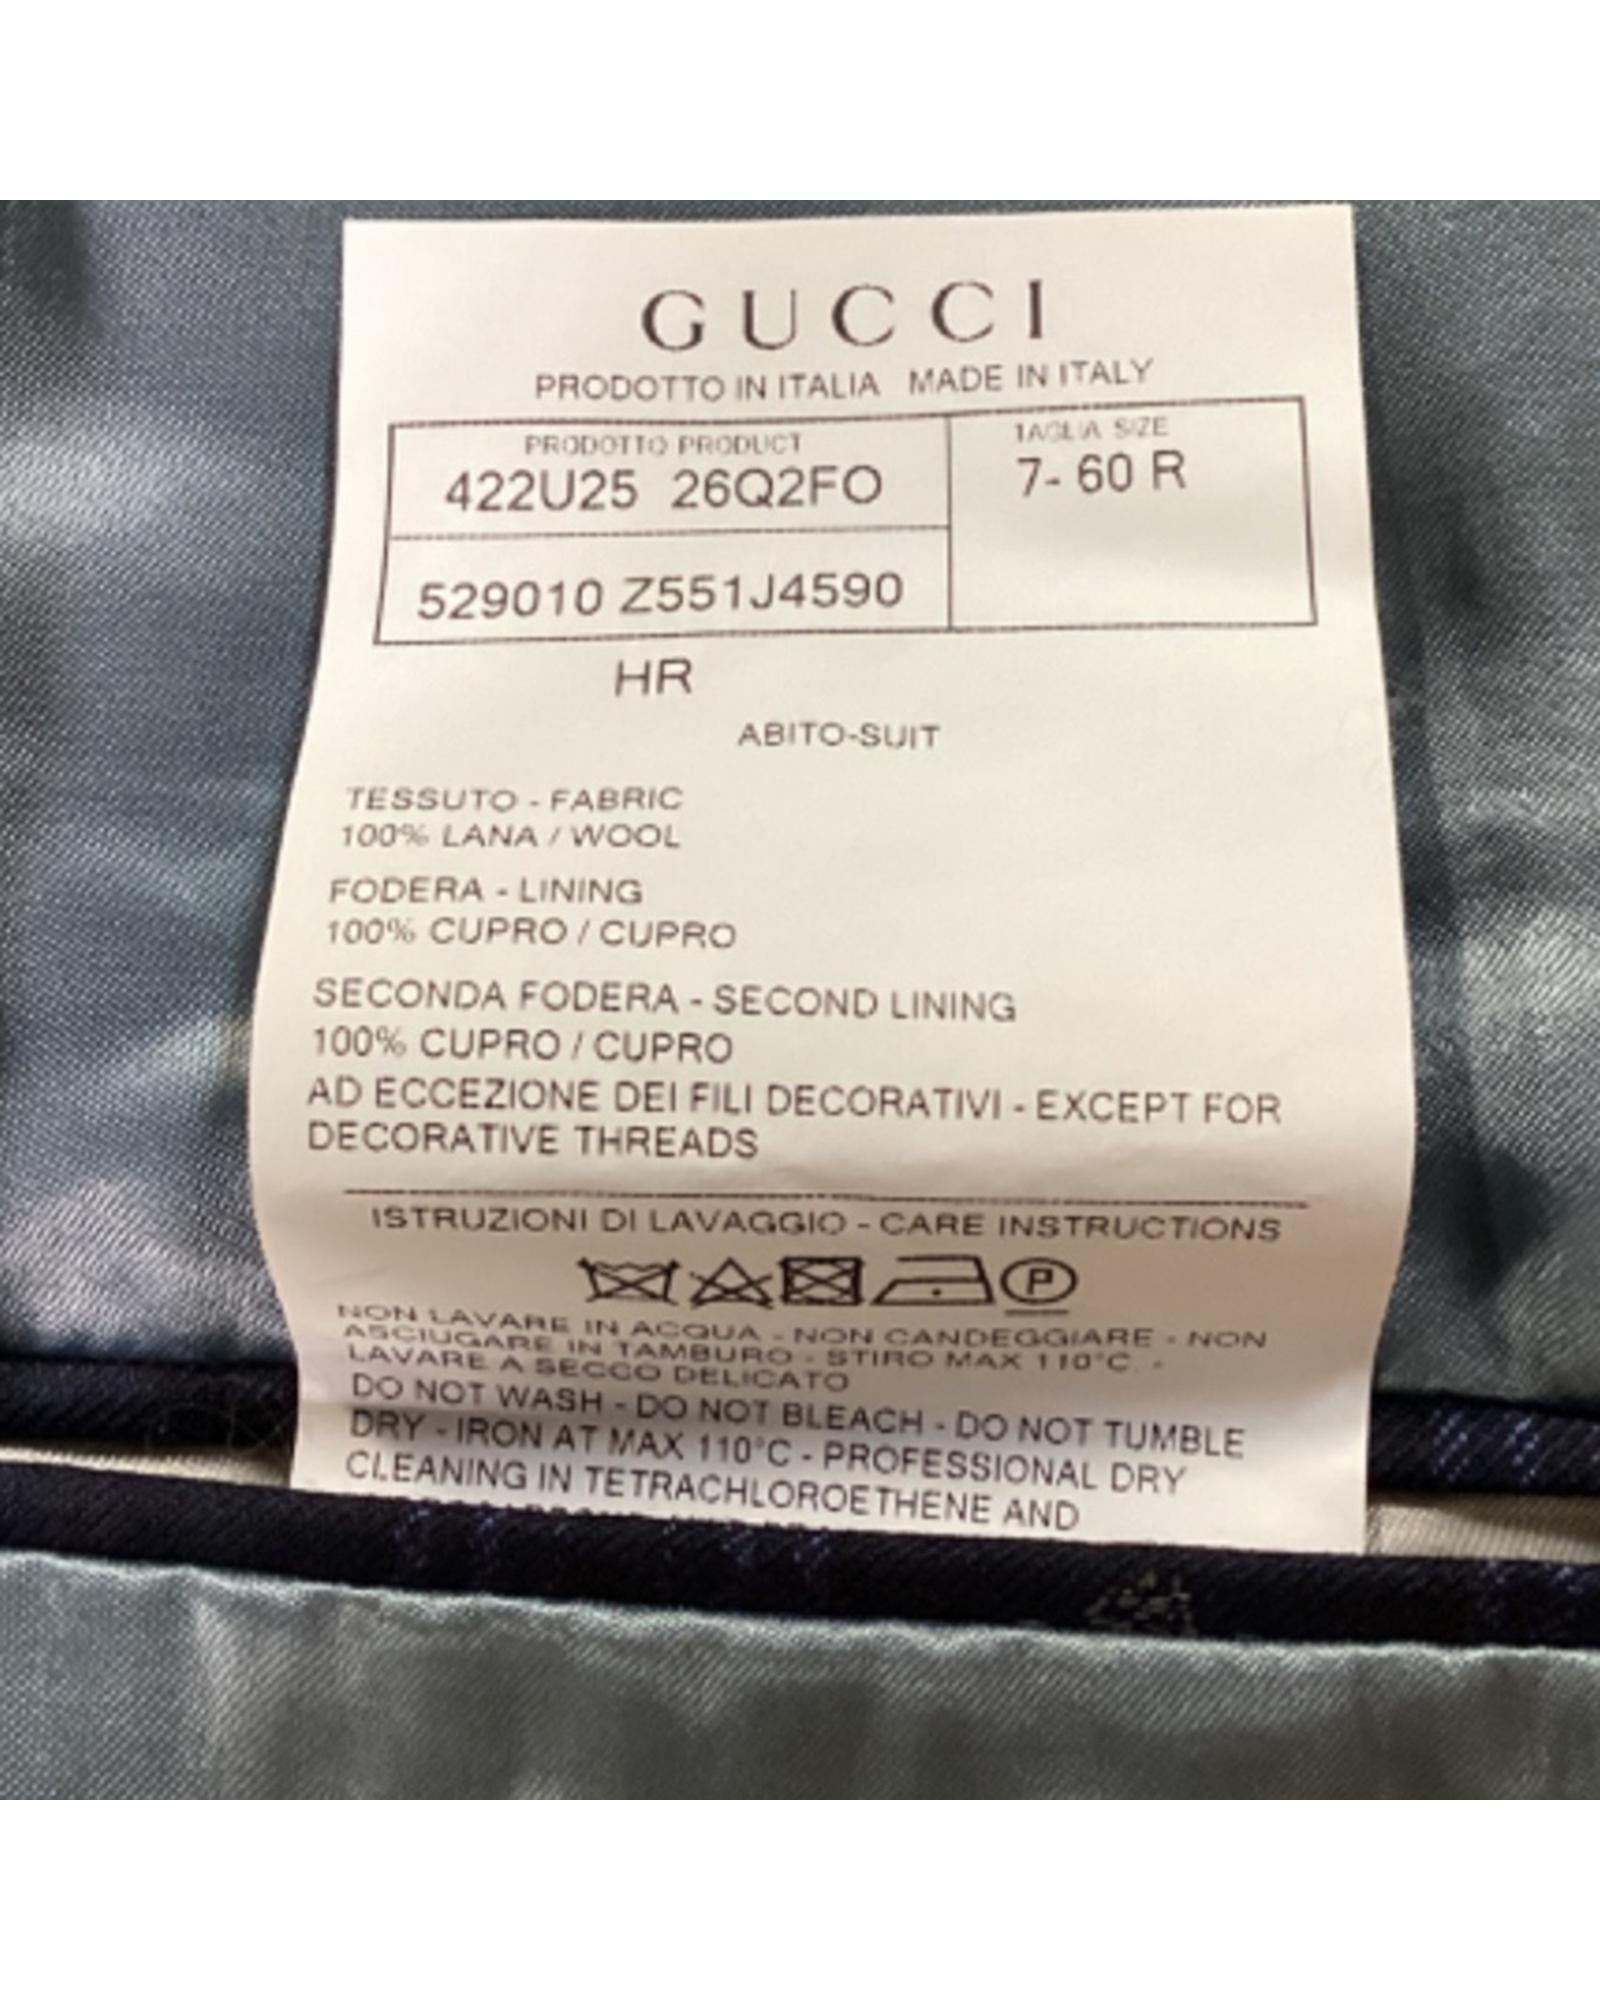 GUCCI
PRODOTTO IN ITALIA MADE IN ITALY
PRODOTTO PRODUCT
422U25 26Q2FO
TAGLIA SIZE
7- 60 R
529010 Z551J4590
HR
ABITO-SUIT
TESSUTO - FABRIC
100% LANA / WOOL
FODERA - LINING
100% CUPRO / CUPRO
SECONDA FODERA - SECOND LINING
100% CUPRO / CUPRO
AD ECCEZIONE DEI FILI DECORATIVI - EXCEPT FOR
DECORATIVE THREADS
ISTRUZIONI DI LAVAGGIO - CARE INSTRUCTIONS
P
NON LAVARE IN ACQUA - NON CANDEGGIARE - NON
ASCIUGARE IN TAMBURO - STIRO MAX 110°C. -
LAVARE A SECCO DELICATO
DO NOT WASH - DO NOT BLEACH - DO NOT TUMBLE
DRY - IRON AT MAX 110°C - PROFESSIONAL DRY
CLEANING IN TETRACHLOROETHENE AND